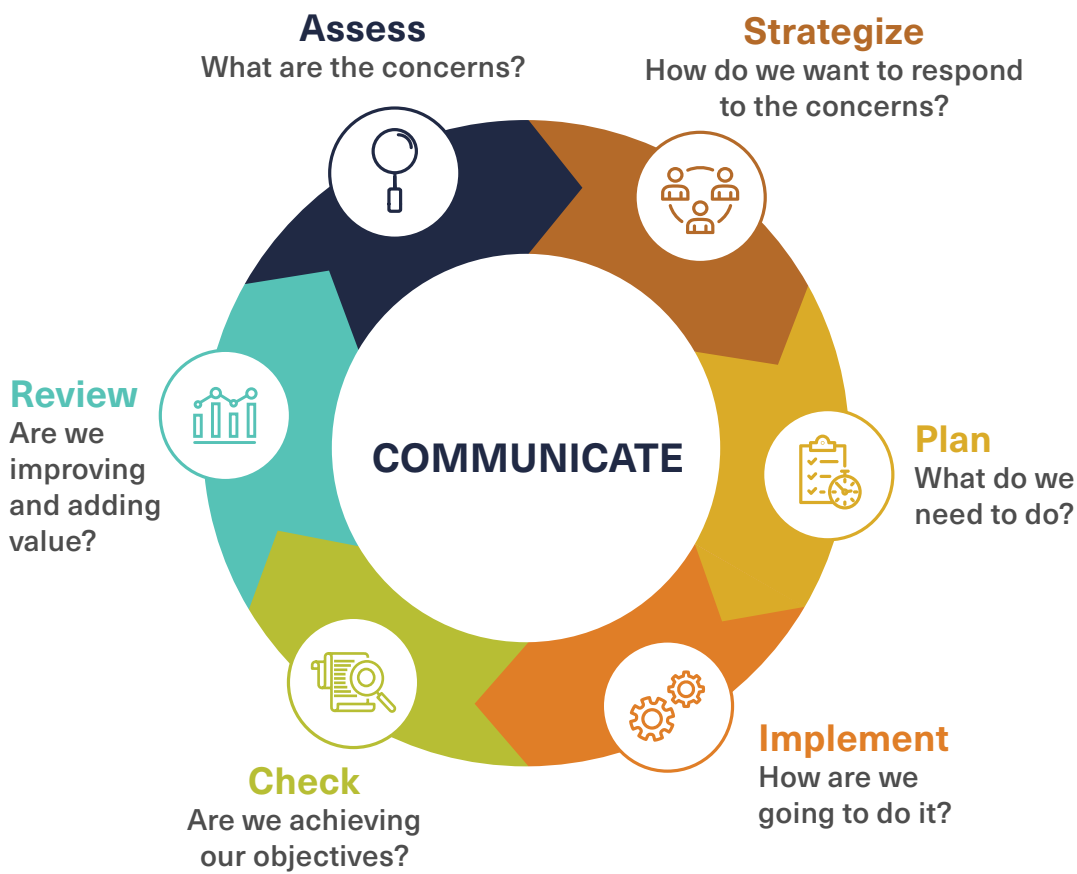 Assess
What are the concerns?
Strategize
How do we want to respond
to the concerns?
Plan
What do we
need to do?
Implement
How are we
going to do it?
Check
Are we achieving
our objectives?
Review
Are we
improving
and adding
value?
COMMUNICATE